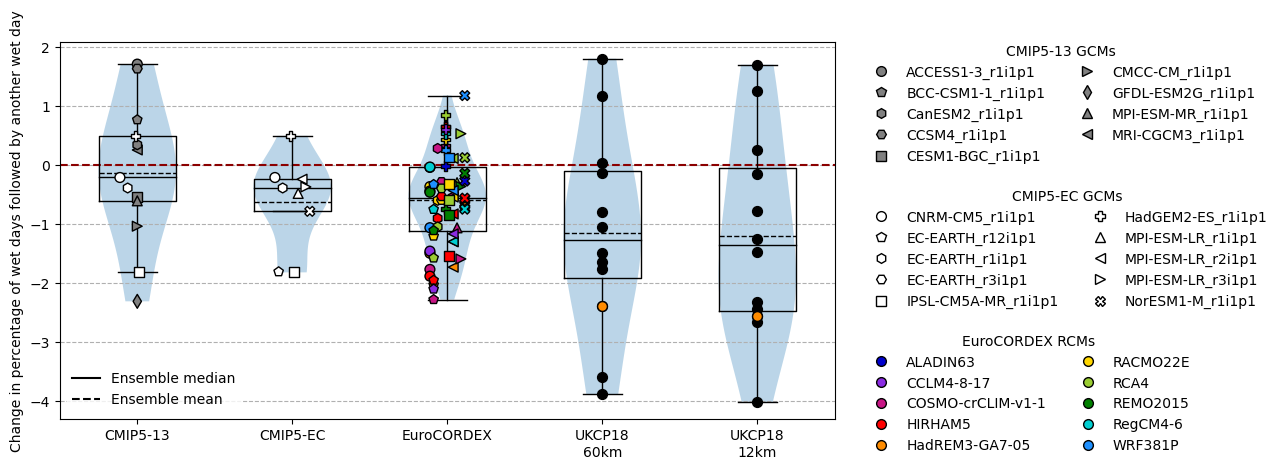 Change in percentage of wet days followed by another wet day
2
1
0
−1
−2
−3
−4
Ensemble median
Ensemble mean
CMIP5-13
CMIP5-EC
EuroCORDEX
UKCP18
60km
UKCP18
12km
CMIP5-13 GCMs
ACCESS1-3_r1i1p1
BCC-CSM1-1_r1i1p1
CanESM2_r1i1p1
CCSM4_r1i1p1
CESM1-BGC_r1i1p1
CMCC-CM_r1i1p1
GFDL-ESM2G_r1i1p1
MPI-ESM-MR_r1i1p1
MRI-CGCM3_r1i1p1
CMIP5-EC GCMs
CNRM-CM5_r1i1p1
EC-EARTH_r12i1p1
EC-EARTH_r1i1p1
EC-EARTH_r3i1p1
IPSL-CM5A-MR_r1i1p1
HadGEM2-ES_r1i1p1
MPI-ESM-LR_r1i1p1
MPI-ESM-LR_r2i1p1
MPI-ESM-LR_r3i1p1
NorESM1-M_r1i1p1
EuroCORDEX RCMs
ALADIN63
CCLM4-8-17
COSMO-crCLIM-v1-1
HIRHAM5
HadREM3-GA7-05
RACMO22E
RCA4
REMO2015
RegCM4-6
WRF381P